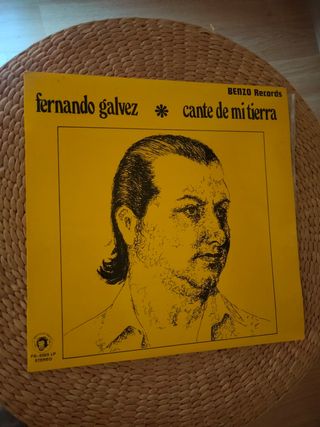 BENZO Records
fernando galvez * cante de mi tierra
STEREO